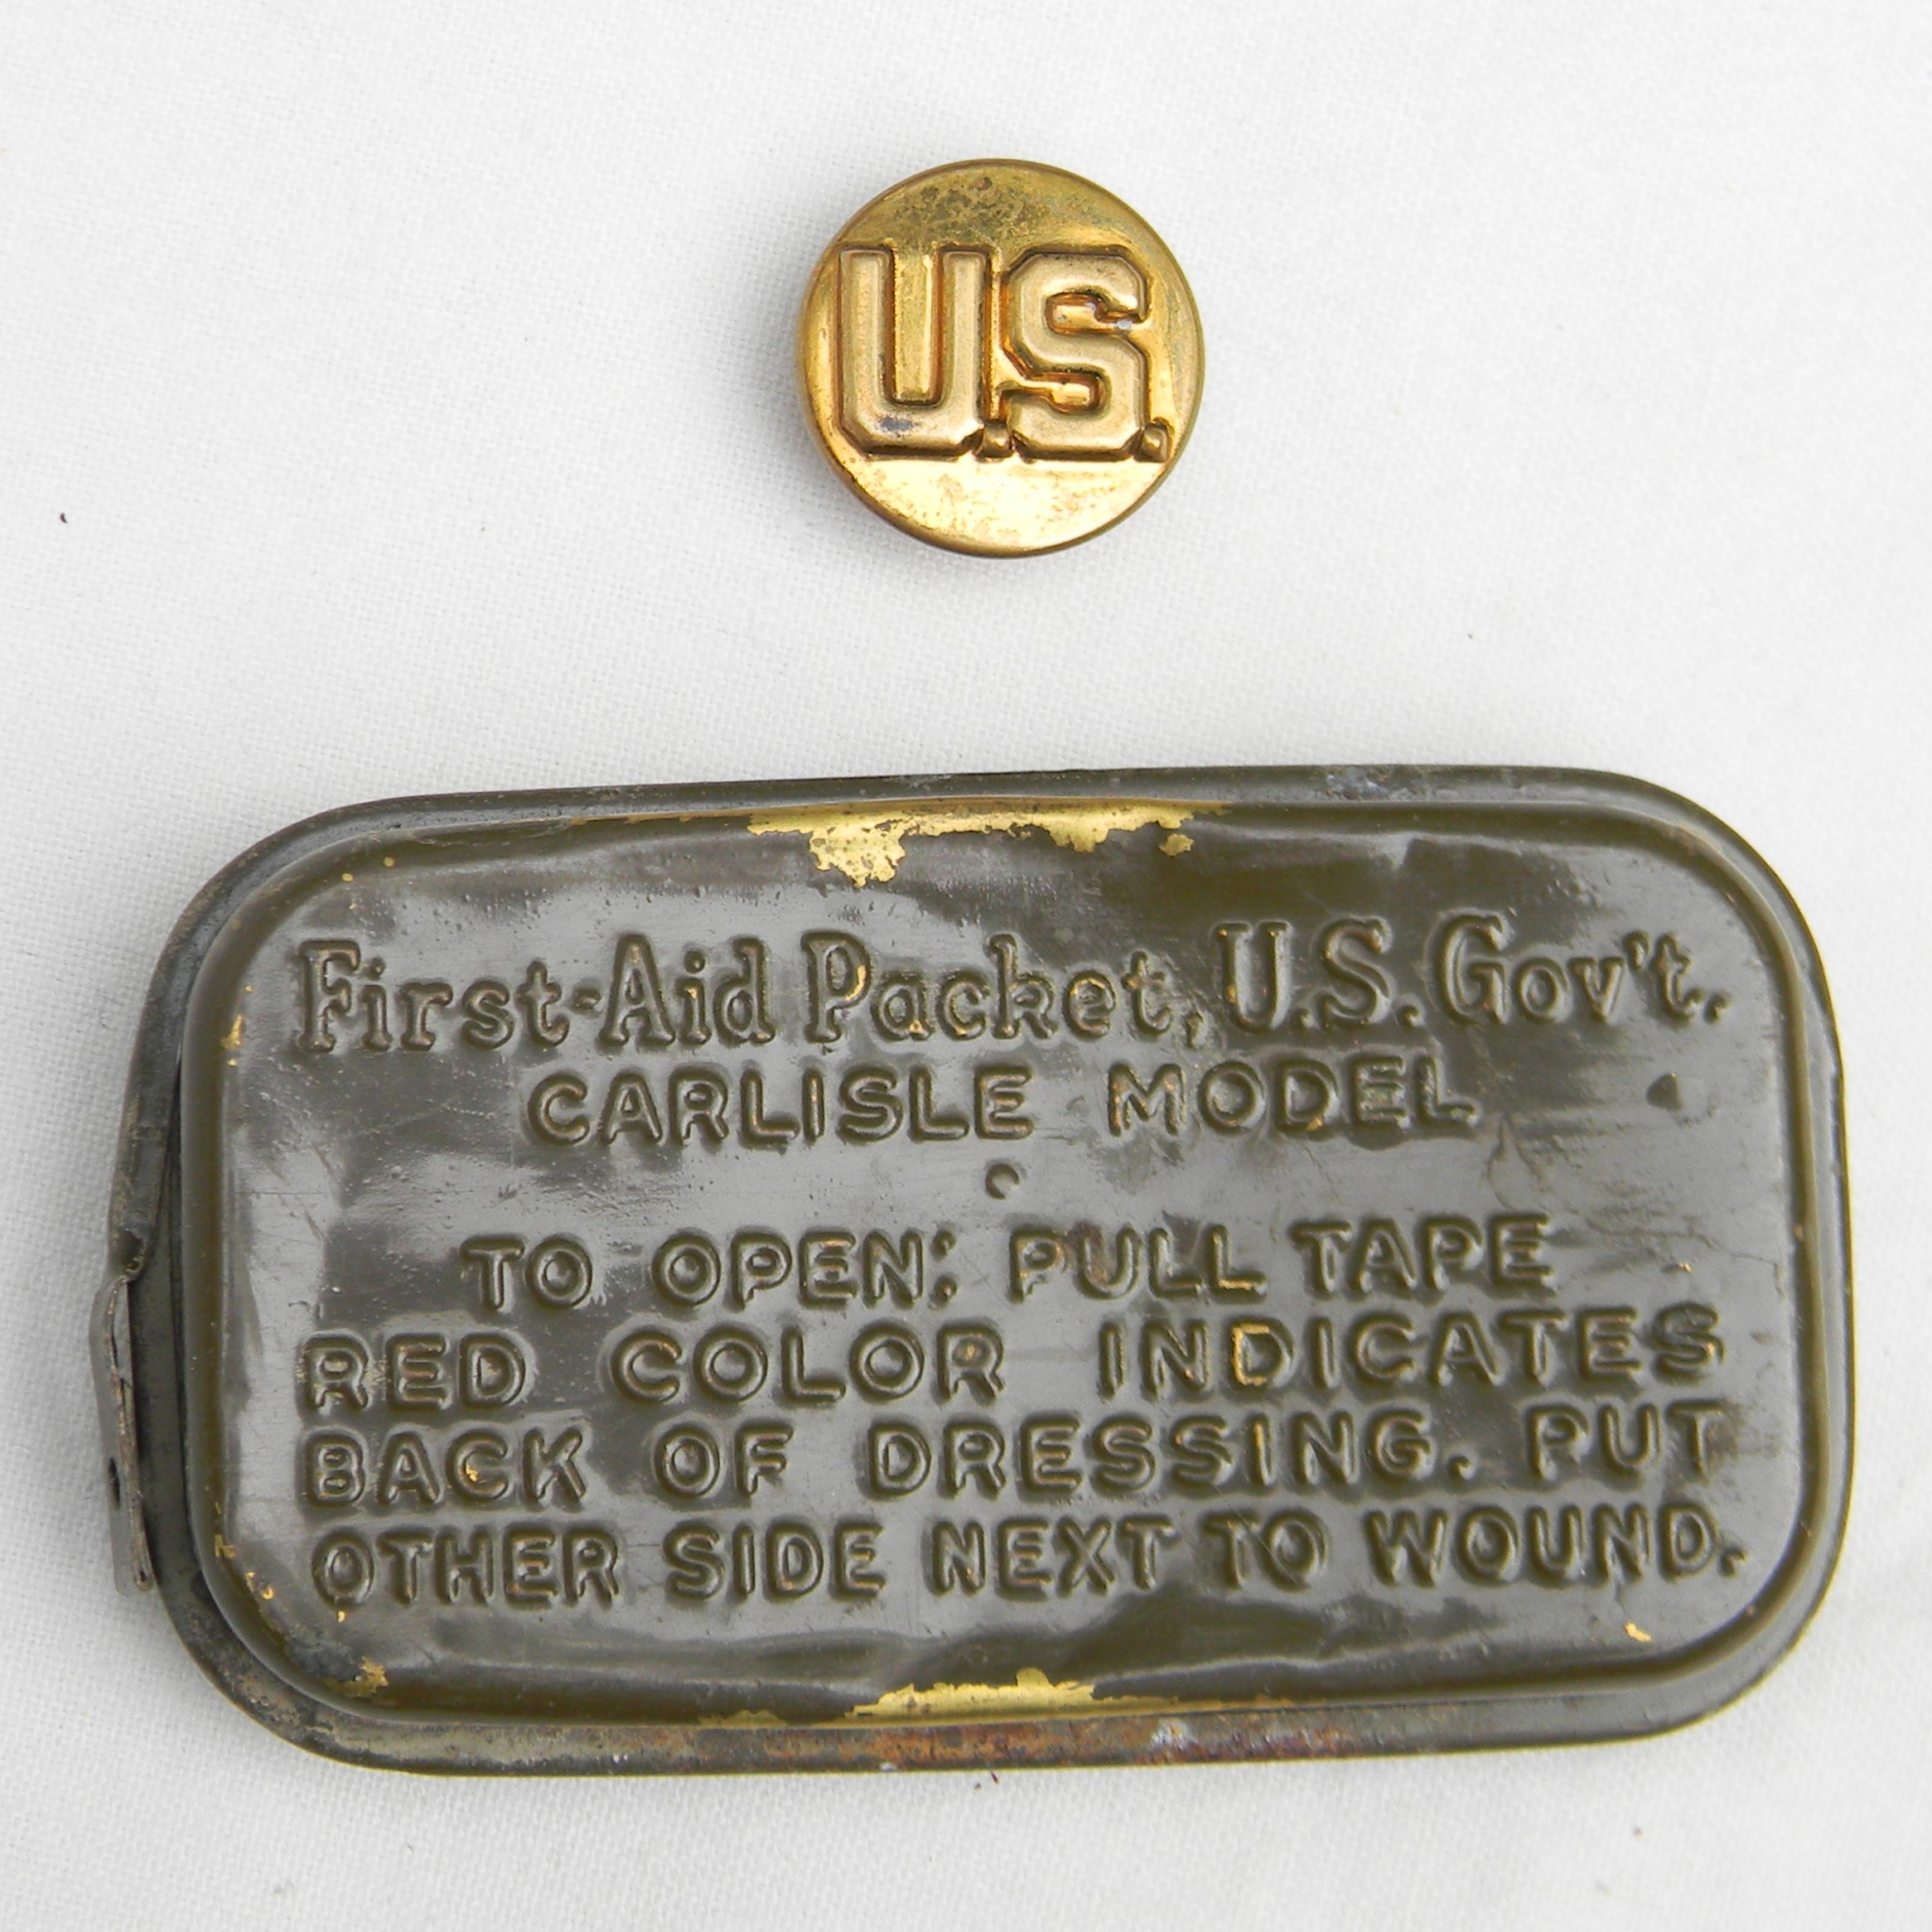 U.S.
First-Aid Packet, U.S. Gov't.
CARLISLE MODEL
TO OPEN: PULL TAPE
RED COLOR INDICATES
BACK OF DRESSING. PUT
OTHER SIDE NEXT TO WOUND.